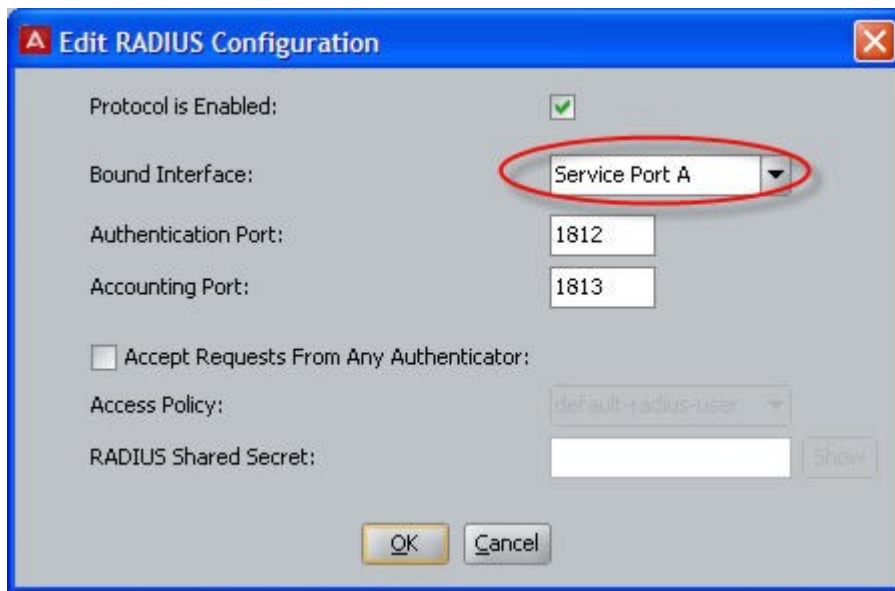 Edit RADIUS Configuration
Protocol is Enabled:
Bound Interface: Service Port A
Authentication Port: 1812
Accounting Port: 1813
Accept Requests From Any Authenticator:
Access Policy: default-radius-user
RADIUS Shared Secret: Show
OK Cancel